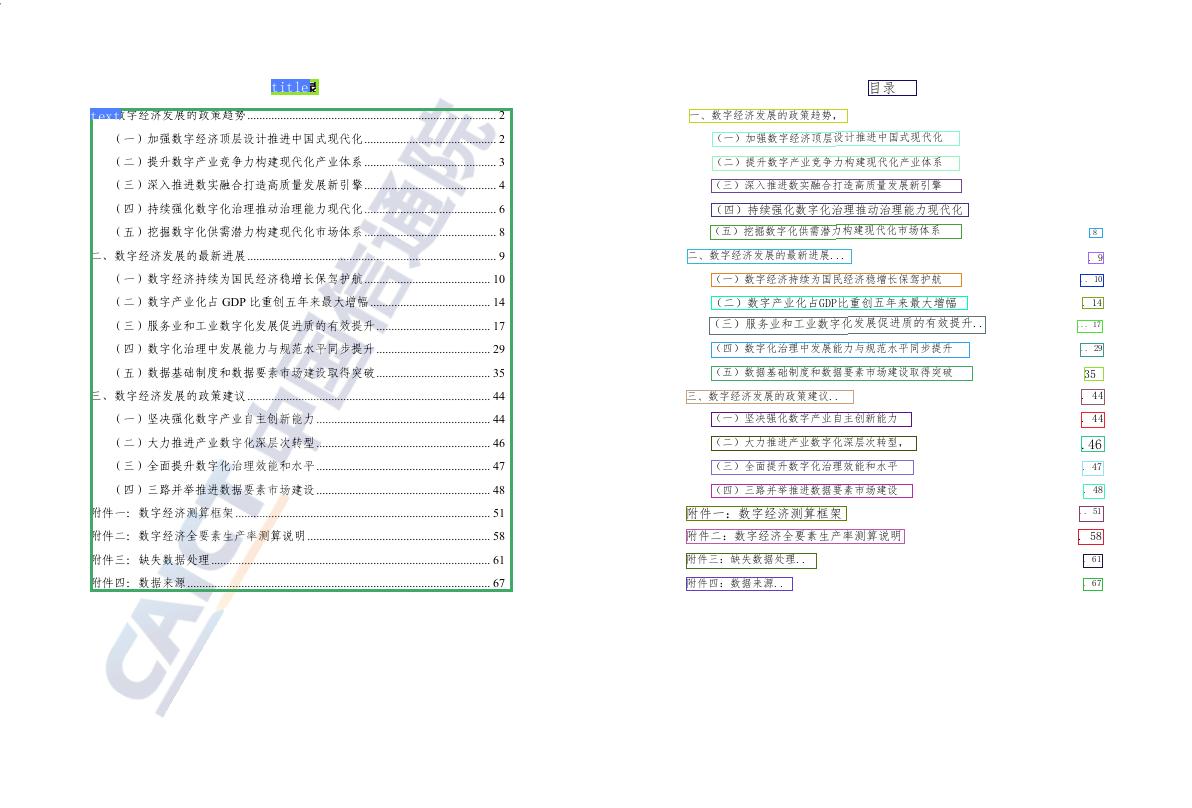 title录
text字经济发展的政策趋势 2
（一）加强数字经济顶层设计推进中国式现代化 2
（二）提升数字产业竞争力构建现代化产业体系 3
（三）深入推进数实融合打造高质量发展新引擎 4
（四）持续强化数字化治理推动治理能力现代化 6
（五）挖掘数字化供需潜力构建现代化市场体系 8
二、数字经济发展的最新进展 9
（一）数字经济持续为国民经济稳增长保驾护航 10
（二）数字产业化占 GDP 比重创五年来最大增幅 14
（三）服务业和工业数字化发展促进质的有效提升 17
（四）数字化治理中发展能力与规范水平同步提升 29
（五）数据基础制度和数据要素市场建设取得突破 35
三、数字经济发展的政策建议 44
（一）坚决强化数字产业自主创新能力 44
（二）大力推进产业数字化深层次转型 46
（三）全面提升数字化治理效能和水平 47
（四）三路并举推进数据要素市场建设 48
附件一：数字经济测算框架 51
附件二：数字经济全要素生产率测算说明 58
附件三：缺失数据处理 61
附件四：数据来源 67
CAICT 中国信通院
目录
一、数字经济发展的政策趋势，
（一）加强数字经济顶层设计推进中国式现代化
（二）提升数字产业竞争力构建现代化产业体系
（三）深入推进数实融合打造高质量发展新引擎
（四）持续强化数字化治理推动治理能力现代化
（五）挖掘数字化供需潜力构建现代化市场体系 8
二、数字经济发展的最新进展... . 9
（一）数字经济持续为国民经济稳增长保驾护航 .. 10
（二）数字产业化占GDP比重创五年来最大增幅 . 14
（三）服务业和工业数字化发展促进质的有效提升.. .. 17
（四）数字化治理中发展能力与规范水平同步提升 .. 29
（五）数据基础制度和数据要素市场建设取得突破 35
三、数字经济发展的政策建议.. . 44
（一）坚决强化数字产业自主创新能力 . 44
（二）大力推进产业数字化深层次转型， . 46
（三）全面提升数字化治理效能和水平 . 47
（四）三路并举推进数据要素市场建设 . 48
附件一：数字经济测算框架 .. 51
附件二：数字经济全要素生产率测算说明 . 58
附件三：缺失数据处理.. 61
附件四：数据来源.. . 67